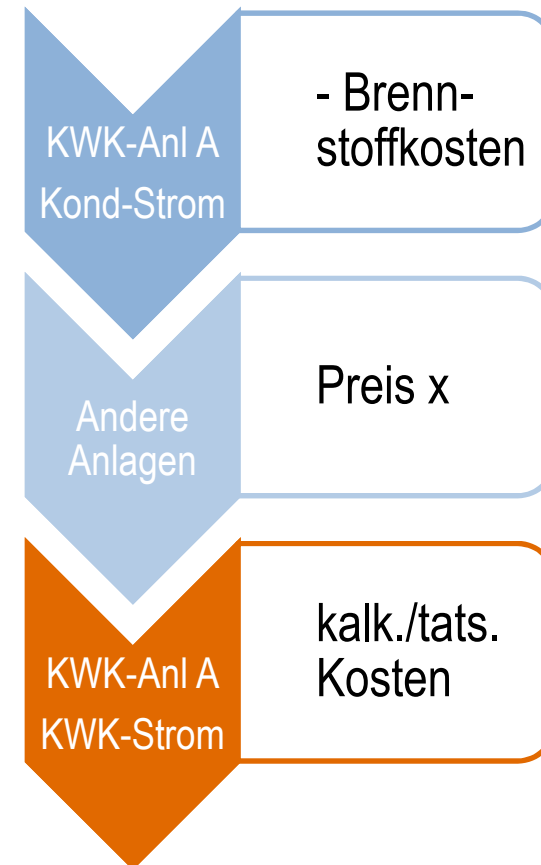 KWK-Anl A
Kond-Strom
- Brenn-
stoffkosten
Andere
Anlagen
Preis x
KWK-Anl A
KWK-Strom
kalk./tats.
Kosten